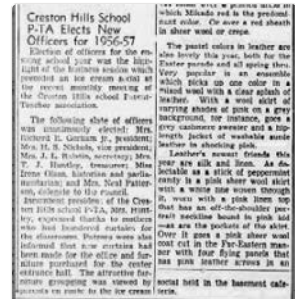 Creston Hills School
P-TA Elects New
Officers for 1956-57
Election of officers for the en-
suing school year was the high-
light of the business session which
preceded an ice cream social at
the recent monthly meeting of
the Creston Hills school Parent-
Teacher association.
The following slate of officers
was unanimously elected: Mrs.
Richard E. Gorham jr., president;
Mrs. H. B. Nichols, vice president;
Mrs. J. L. secretary; Mrs.
T. J. Huntley, treasurer; Miss
Irene Olson, historian and parlia-
mentarian; and Mrs. Neal Patter-
son, delegate to the council.
president of the Cres-
ton Hills school P-TA, Mrs. Hunt-
ley, expressed thanks to mothers
who had laundered curtains for
the classrooms. Patrons were also
informed that new curtains had
been made for the office and fur-
niture purchased for the center
entrance hall. The attractive fur-
niture grouping was viewed by
parents en route to the ice cream
which Mikado red is the predomi-
nant color. Or over a red sheath
in sheer wool or crepe.
The pastel colors in leather are
also lovely this year, both for the
Easter parade and all spring thru.
Very popular is an ensemble
which picks up one color in a
mixed wool with a clear splash of
leather. With a wool skirt of
varying shades of pink on a gray
background, for instance, goes a
grey cashmere sweater and a hip-
length jacket of washable suede
leather in shocking pink.
Leather's newest friends this
year are silk and linen. As de-
lectable as a stick of peppermint
candy is a pink sheer wool skirt
with a white line woven through
it, worn with a pink linen top
that has an off-the-shoulder por-
trait neckline bound in pink kid
as are the pockets of the skirt.
Over it goes a pink sheer wool
coat cut in the Far-Eastern man-
ner with four flying panels that
has pink leather arrows in an
social held in the basement cafe-
teria.